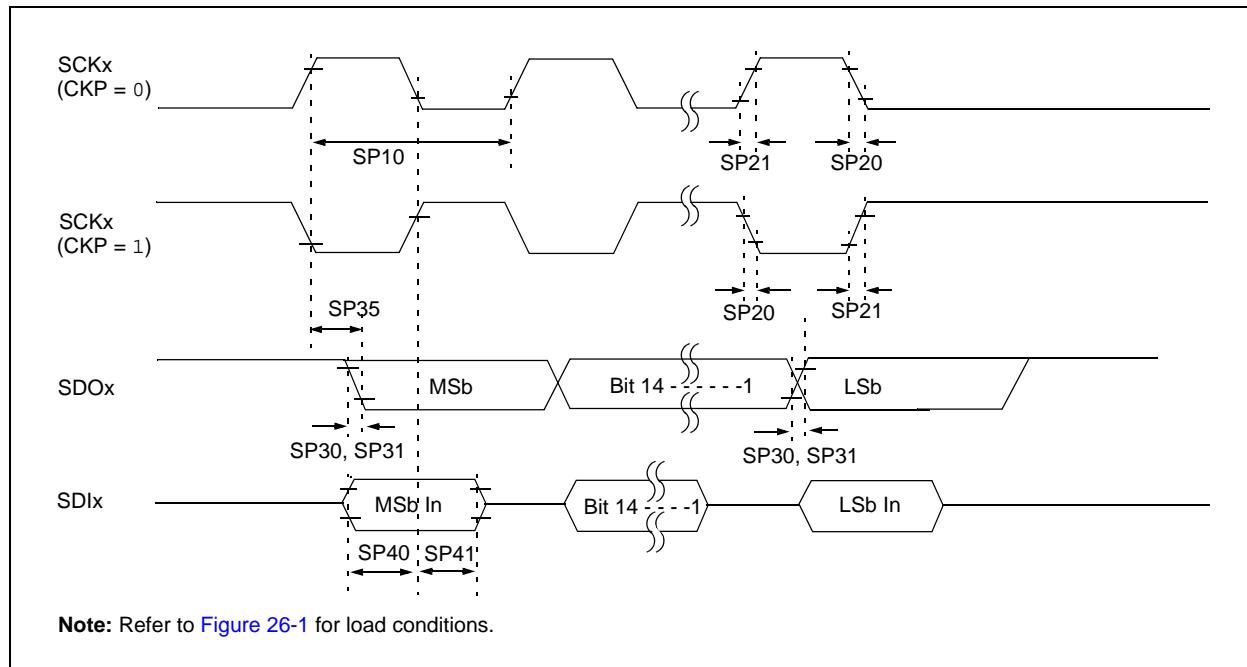 SCKx
(CKP = 0)
SP10
SP21
SP20
SCKx
(CKP = 1)
SP35
SP20
SP21
SDOx
MSb
Bit 14 - - - - - -1
LSb
SP30, SP31
SP30, SP31
SDIx
MSb In
Bit 14 - - - -1
LSb In
SP40
SP41
Note: Refer to Figure 26-1 for load conditions.